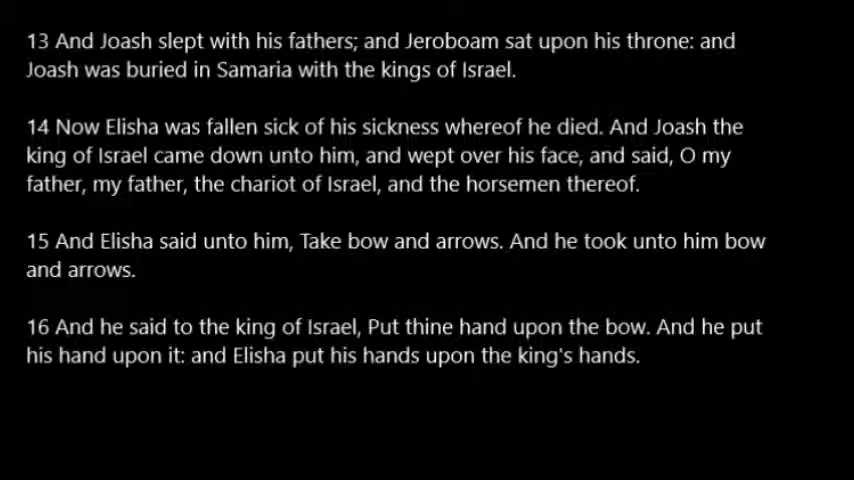 13 And Joash slept with his fathers; and Jeroboam sat upon his throne: and
Joash was buried in Samaria with the kings of Israel.
14 Now Elisha was fallen sick of his sickness whereof he died. And Joash the
king of Israel came down unto him, and wept over his face, and said, O my
father, my father, the chariot of Israel, and the horsemen thereof.
15 And Elisha said unto him, Take bow and arrows. And he took unto him bow
and arrows.
16 And he said to the king of Israel, Put thine hand upon the bow. And he put
his hand upon it: and Elisha put his hands upon the king's hands.